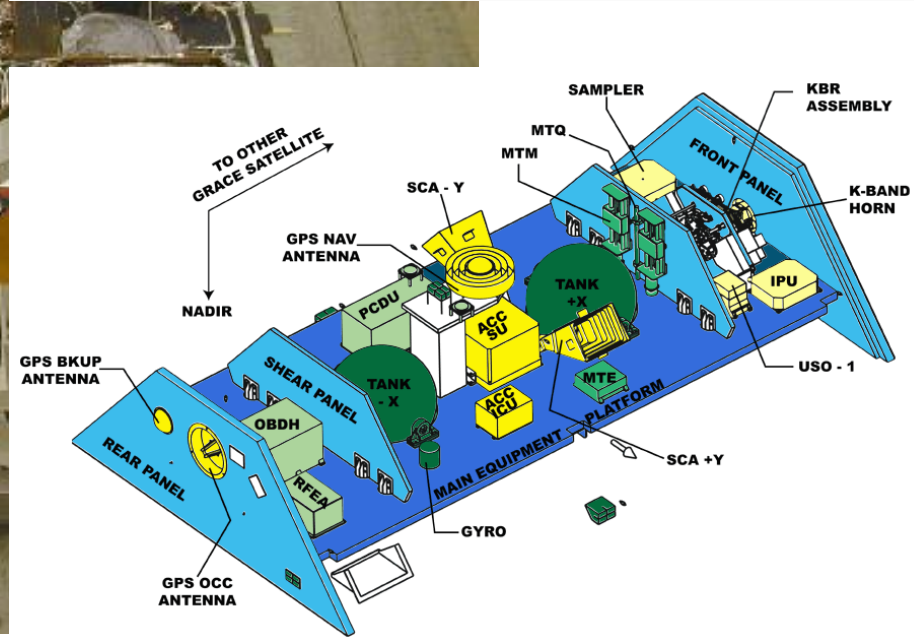 SAMPLER
KBR
ASSEMBLY
TO OTHER
GRACE SATELLITE
MTQ
MTM
FRONT PANEL
SCA - Y
K-BAND
HORN
GPS NAV
ANTENNA
TANK
+X
IPU
PCDU
NADIR
ACC
SU
GPS BKUP
ANTENNA
SHEAR PANEL
TANK
- X
MTE
USO - 1
ACC
ICU
OBDH
PLATFORM
REAR PANEL
MAIN EQUIPMENT
SCA +Y
RFEA
GYRO
GPS OCC
ANTENNA